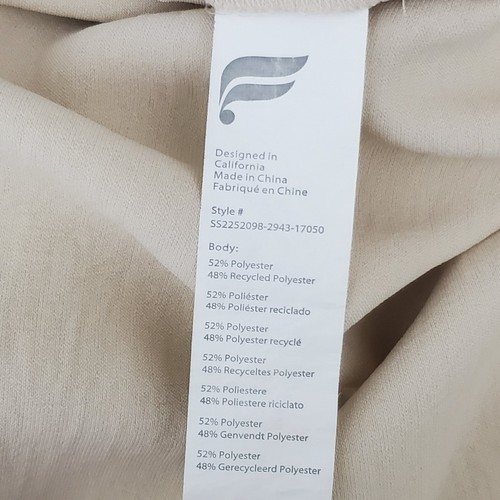 Designed in
California
Made in China
Fabriqué en Chine
Style #
SS2252098-2943-17050
Body:
52% Polyester
48% Recycled Polyester
52% Poliéster
48% Poliéster reciclado
52% Polyester
48% Polyester recyclé
52% Polyester
48% Recyceltes Polyester
52% Poliestere
48% Poliestere riciclato
52% Polyester
48% Genvendt Polyester
52% Polyester
48% Gerecycleerd Polyester